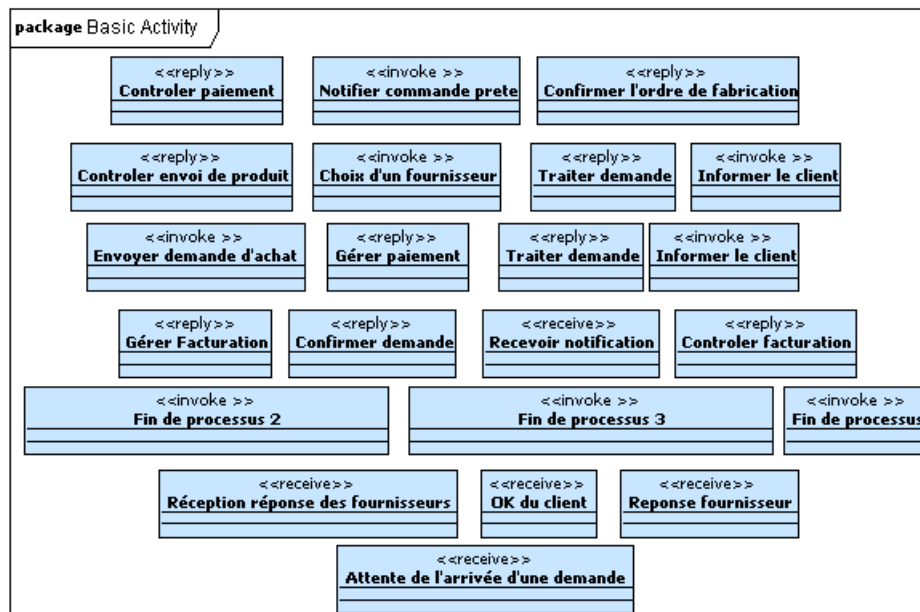 package Basic Activity
<<reply>> <<invoke >> <<reply>>
Controler paiement Notifier commande prete Confirmer l'ordre de fabrication
<<reply>> <<invoke >> <<reply>> <<invoke >>
Controler envoi de produit Choix d'un fournisseur Traiter demande Informer le client
<<invoke >> <<reply>> <<reply>> <<invoke >>
Envoyer demande d'achat Gérer paiement Traiter demande Informer le client
<<reply>> <<reply>> <<receive>> <<reply>>
Gérer Facturation Confirmer demande Recevoir notification Controler facturation
<<invoke >> <<invoke >> <<invoke >>
Fin de processus 2 Fin de processus 3 Fin de processus
<<receive>> <<receive>> <<receive>>
Réception réponse des fournisseurs OK du client Reponse fournisseur
<<receive>>
Attente de l'arrivée d'une demande